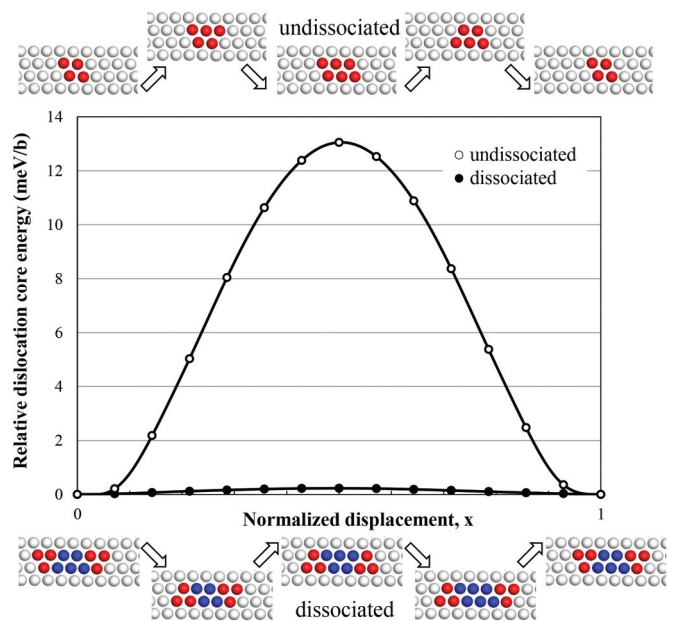 undissociated
14
12
10
8
6
4
2
0
Relative dislocation core energy (meV/b)
undissociated
dissociated
0
Normalized displacement, x
1
dissociated